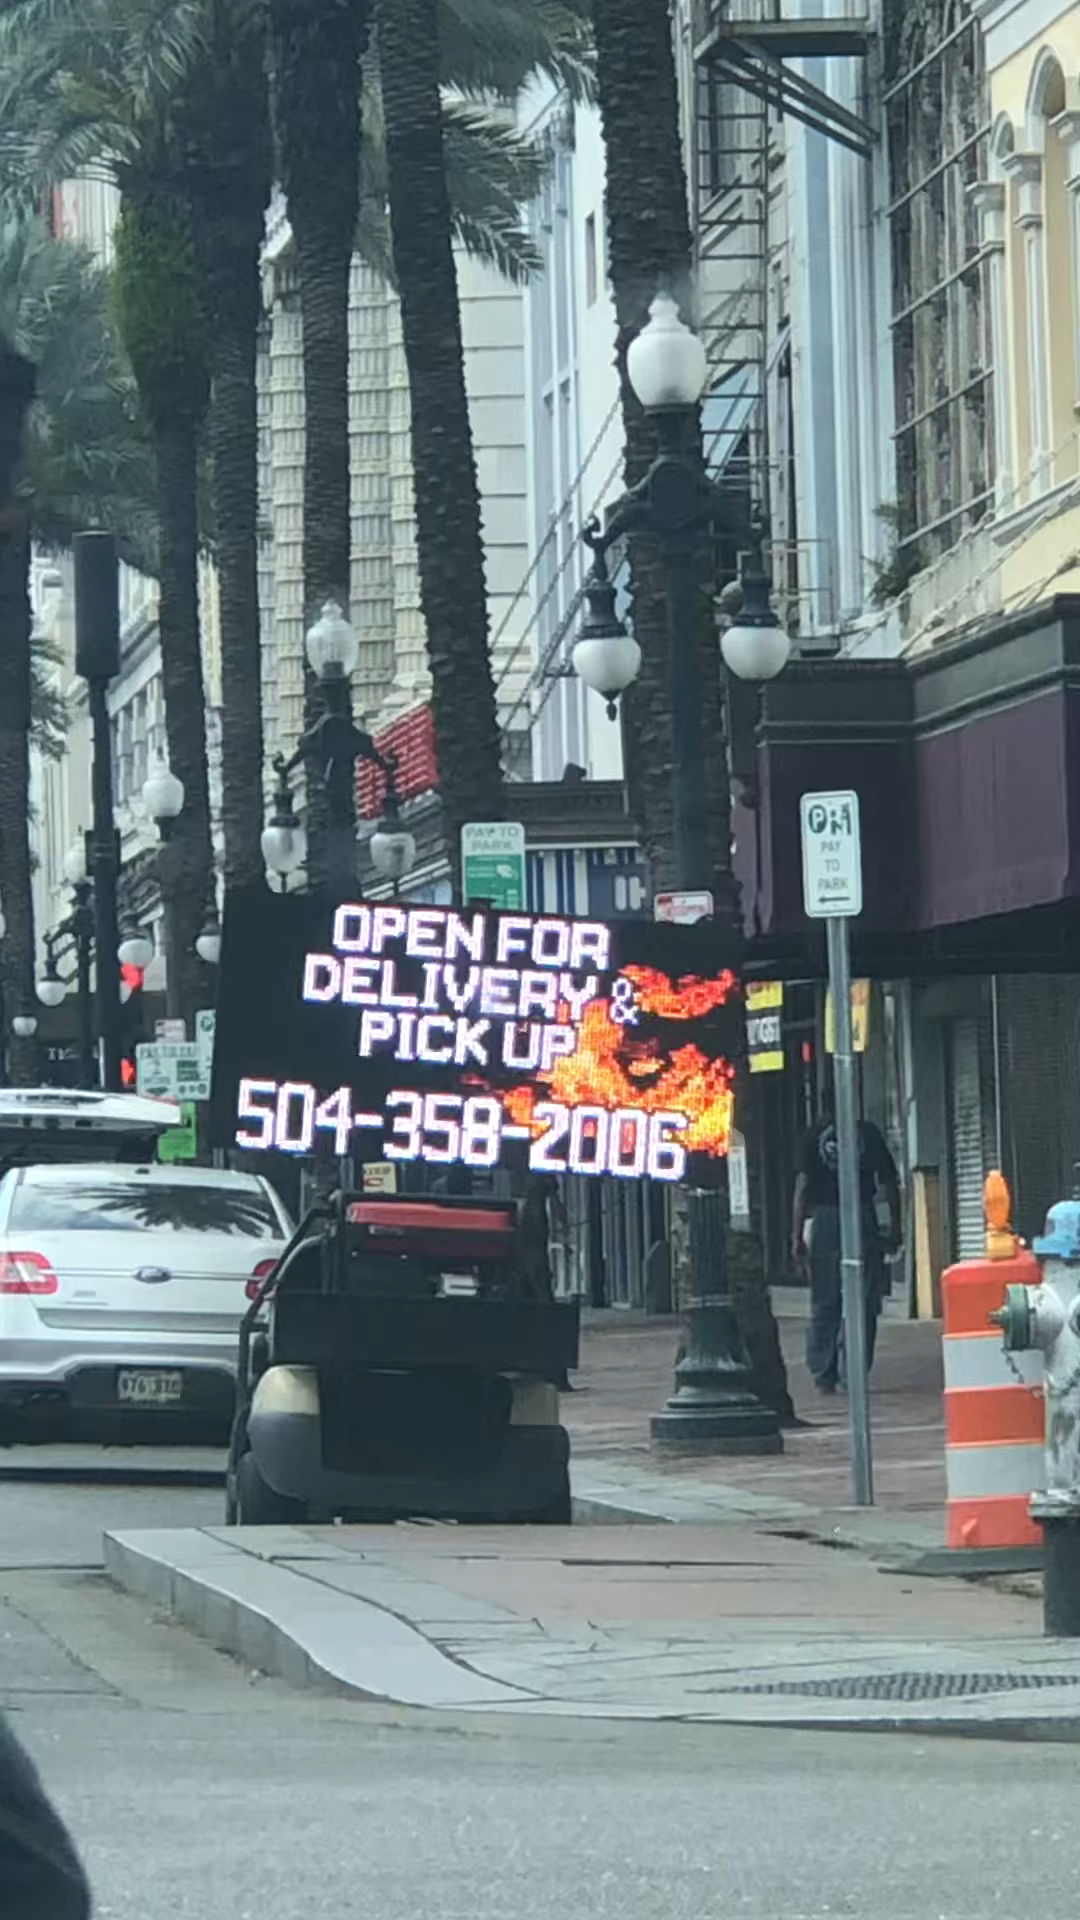 OPEN FOR
DELIVERY &
PICK UP
504-358-2006
PAY TO
PARK
P
PAY
TO
PARK